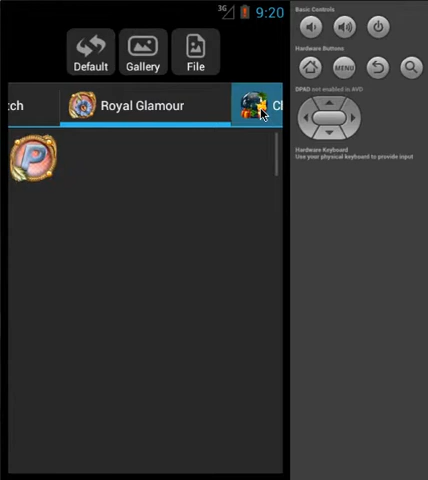 3G
9:20
Default
Gallery
File
tch
Royal Glamour
Cl
P
Basic Controls
Hardware Buttons
MENU
DPAD not enabled in AVD
Hardware Keyboard
Use your physical keyboard to provide input